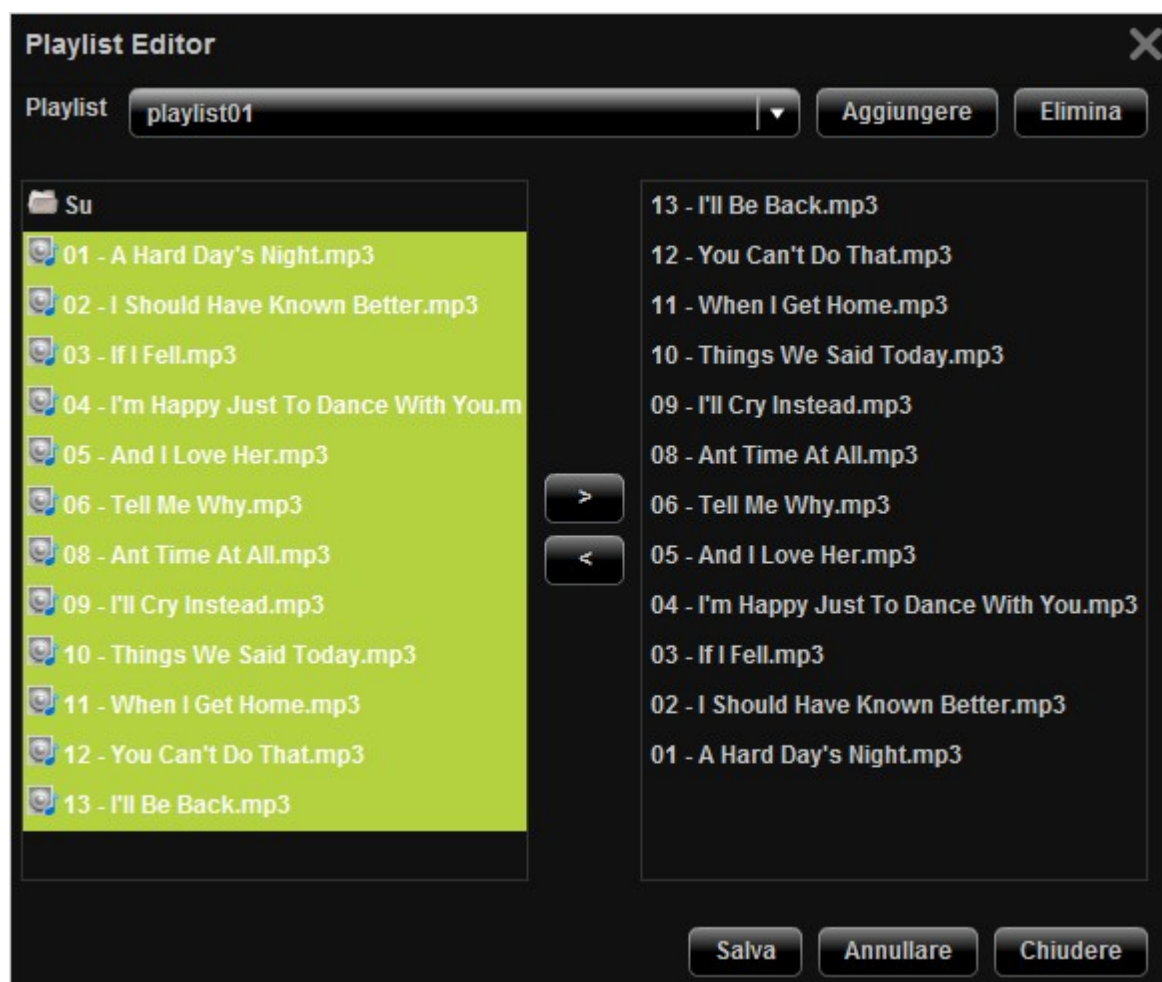 Playlist Editor
Playlist playlist01 Aggiungere Elimina
Su
01 - A Hard Day's Night.mp3
02 - I Should Have Known Better.mp3
03 - If I Fell.mp3
04 - I'm Happy Just To Dance With You.m
05 - And I Love Her.mp3
06 - Tell Me Why.mp3
08 - Ant Time At All.mp3
09 - I'll Cry Instead.mp3
10 - Things We Said Today.mp3
11 - When I Get Home.mp3
12 - You Can't Do That.mp3
13 - I'll Be Back.mp3
>
<
13 - I'll Be Back.mp3
12 - You Can't Do That.mp3
11 - When I Get Home.mp3
10 - Things We Said Today.mp3
09 - I'll Cry Instead.mp3
08 - Ant Time At All.mp3
06 - Tell Me Why.mp3
05 - And I Love Her.mp3
04 - I'm Happy Just To Dance With You.mp3
03 - If I Fell.mp3
02 - I Should Have Known Better.mp3
01 - A Hard Day's Night.mp3
Salva Annullare Chiudere